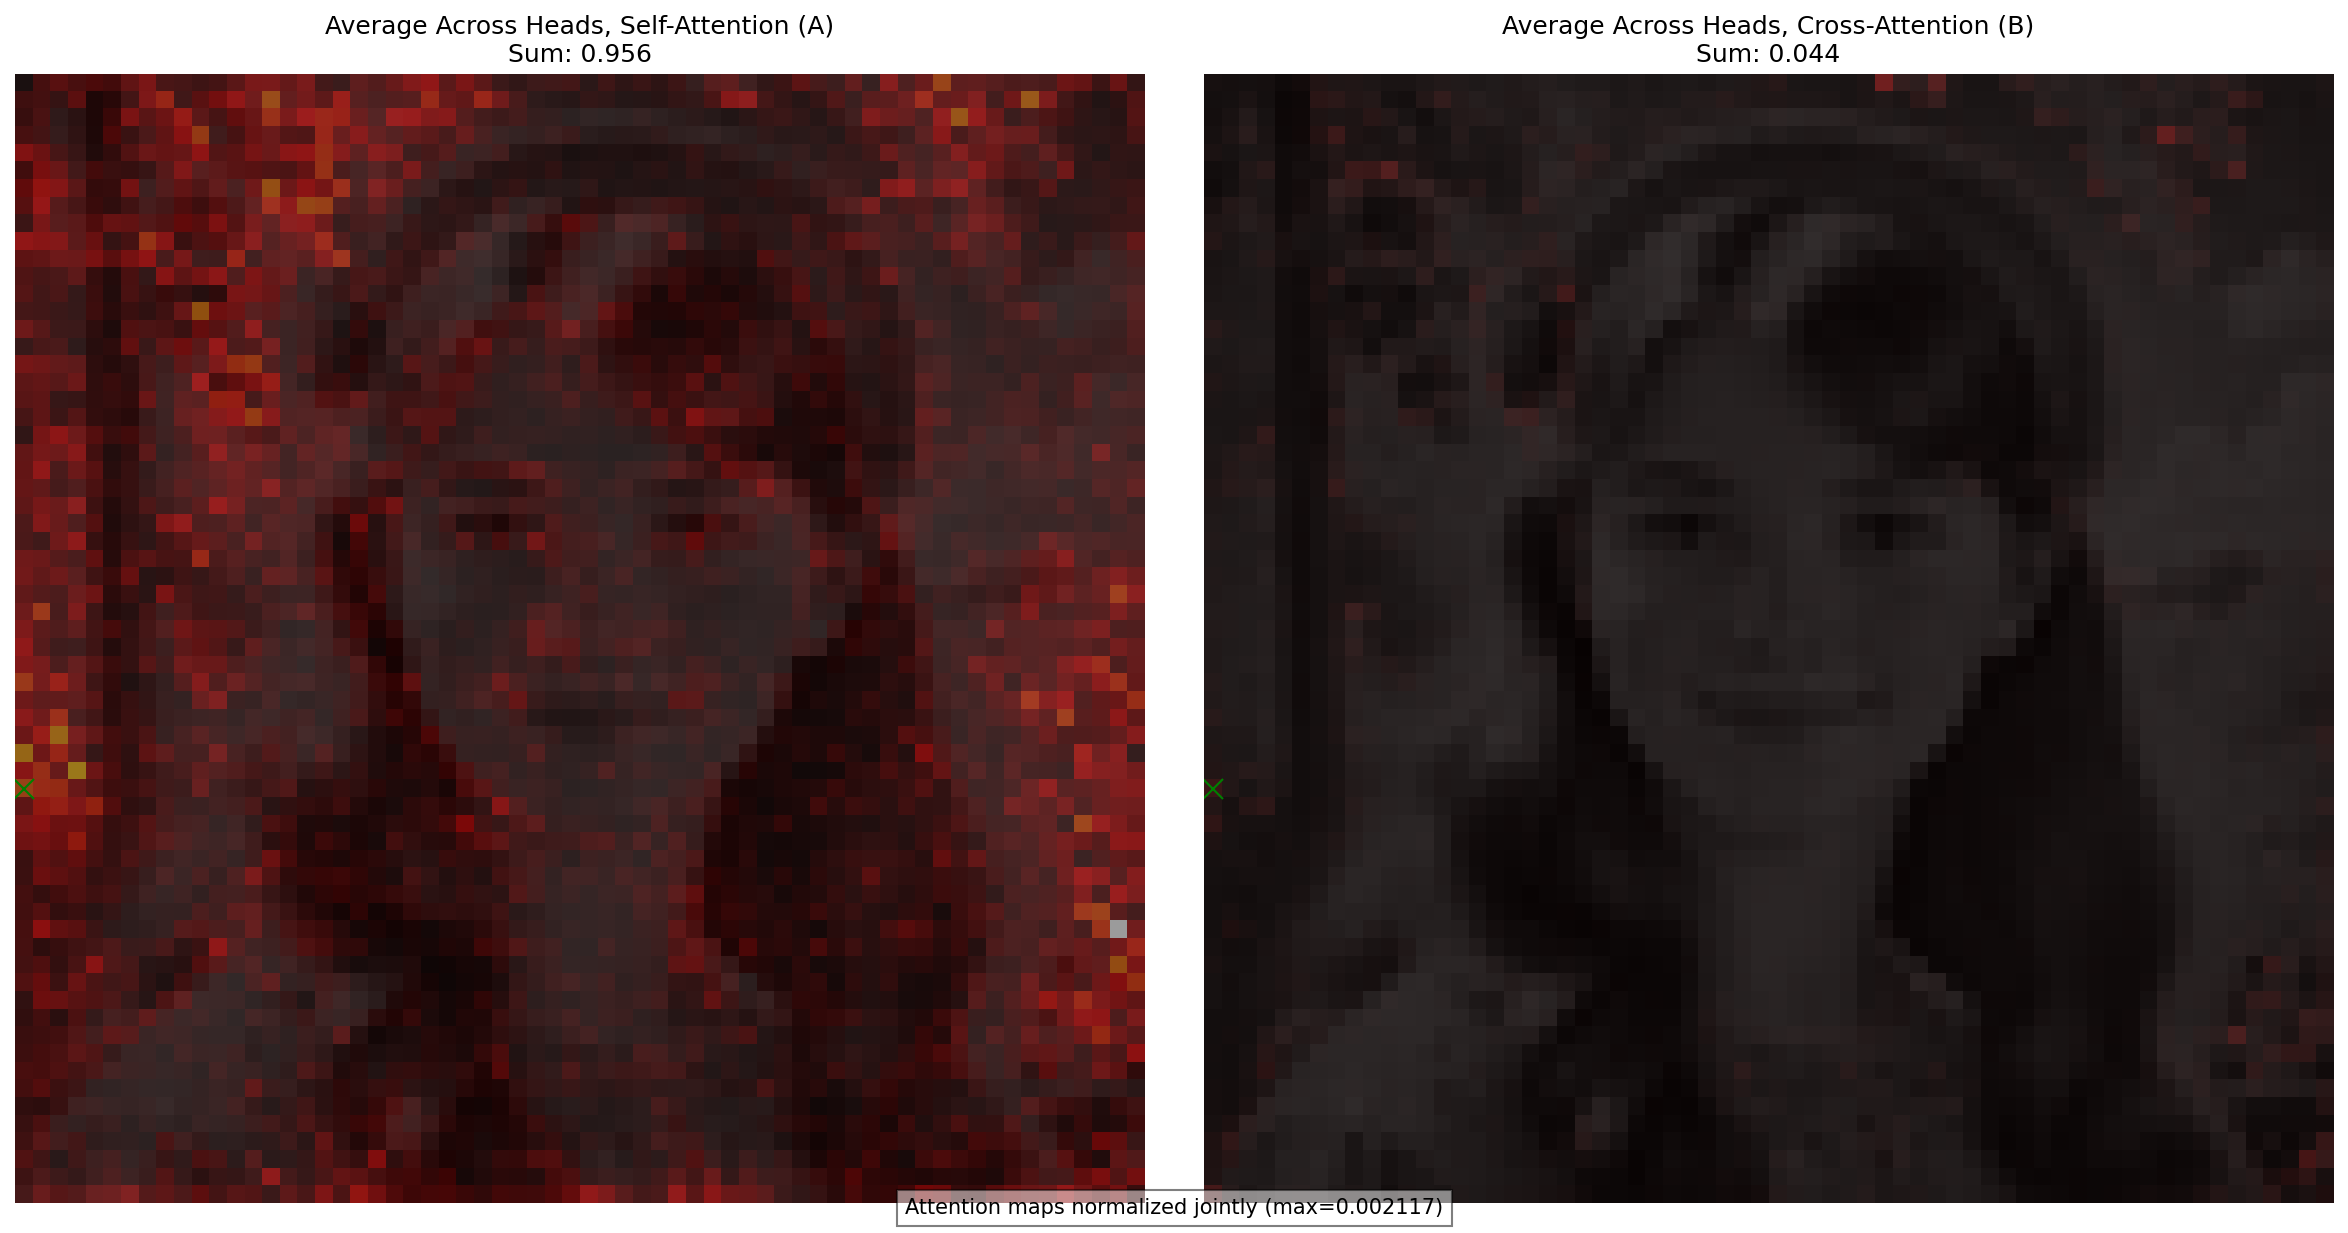 Average Across Heads, Self-Attention (A)
Sum: 0.956
Average Across Heads, Cross-Attention (B)
Sum: 0.044
Attention maps normalized jointly (max=0.002117)